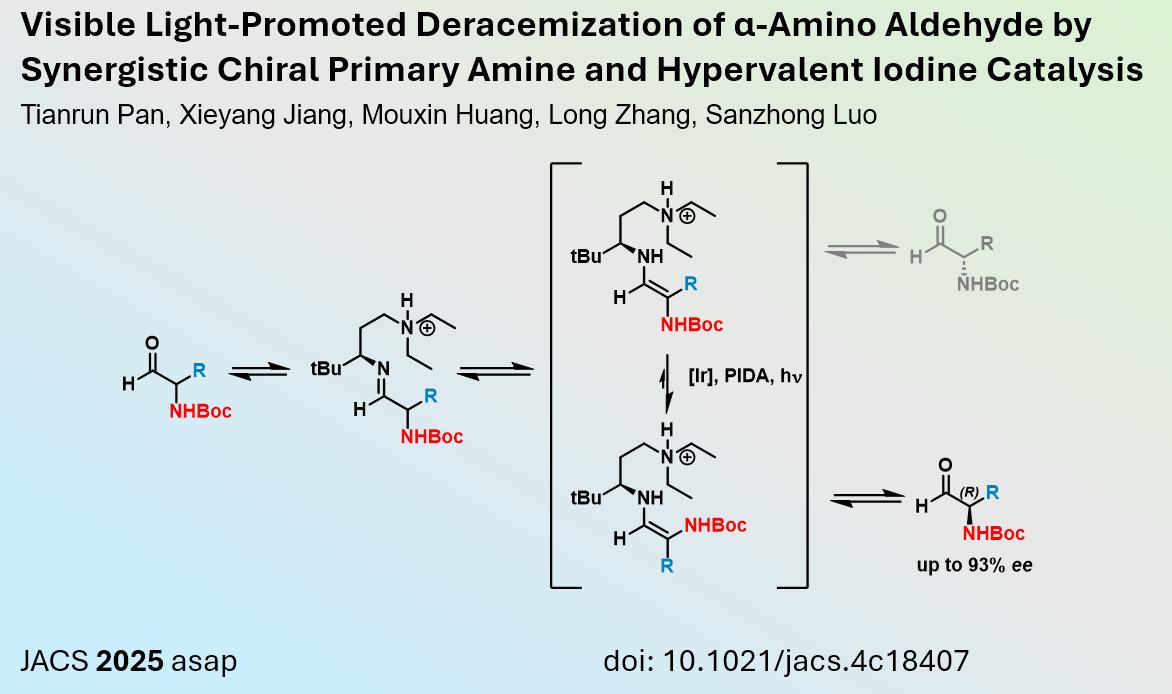 Visible Light-Promoted Deracemization of α-Amino Aldehyde by
Synergistic Chiral Primary Amine and Hypervalent Iodine Catalysis
Tianrun Pan, Xieyang Jiang, Mouxin Huang, Long Zhang, Sanzhong Luo
O
H
R
NHBoc
H
N
⊕
tBu
N
H
R
NHBoc
H
N
⊕
tBu
NH
H
R
NHBoc
[Ir], PIDA, hν
H
N
⊕
tBu
NH
H
NHBoc
R
O
H
R
NHBoc
O
H
(R)
R
NHBoc
up to 93% ee
JACS 2025 asap
doi: 10.1021/jacs.4c18407